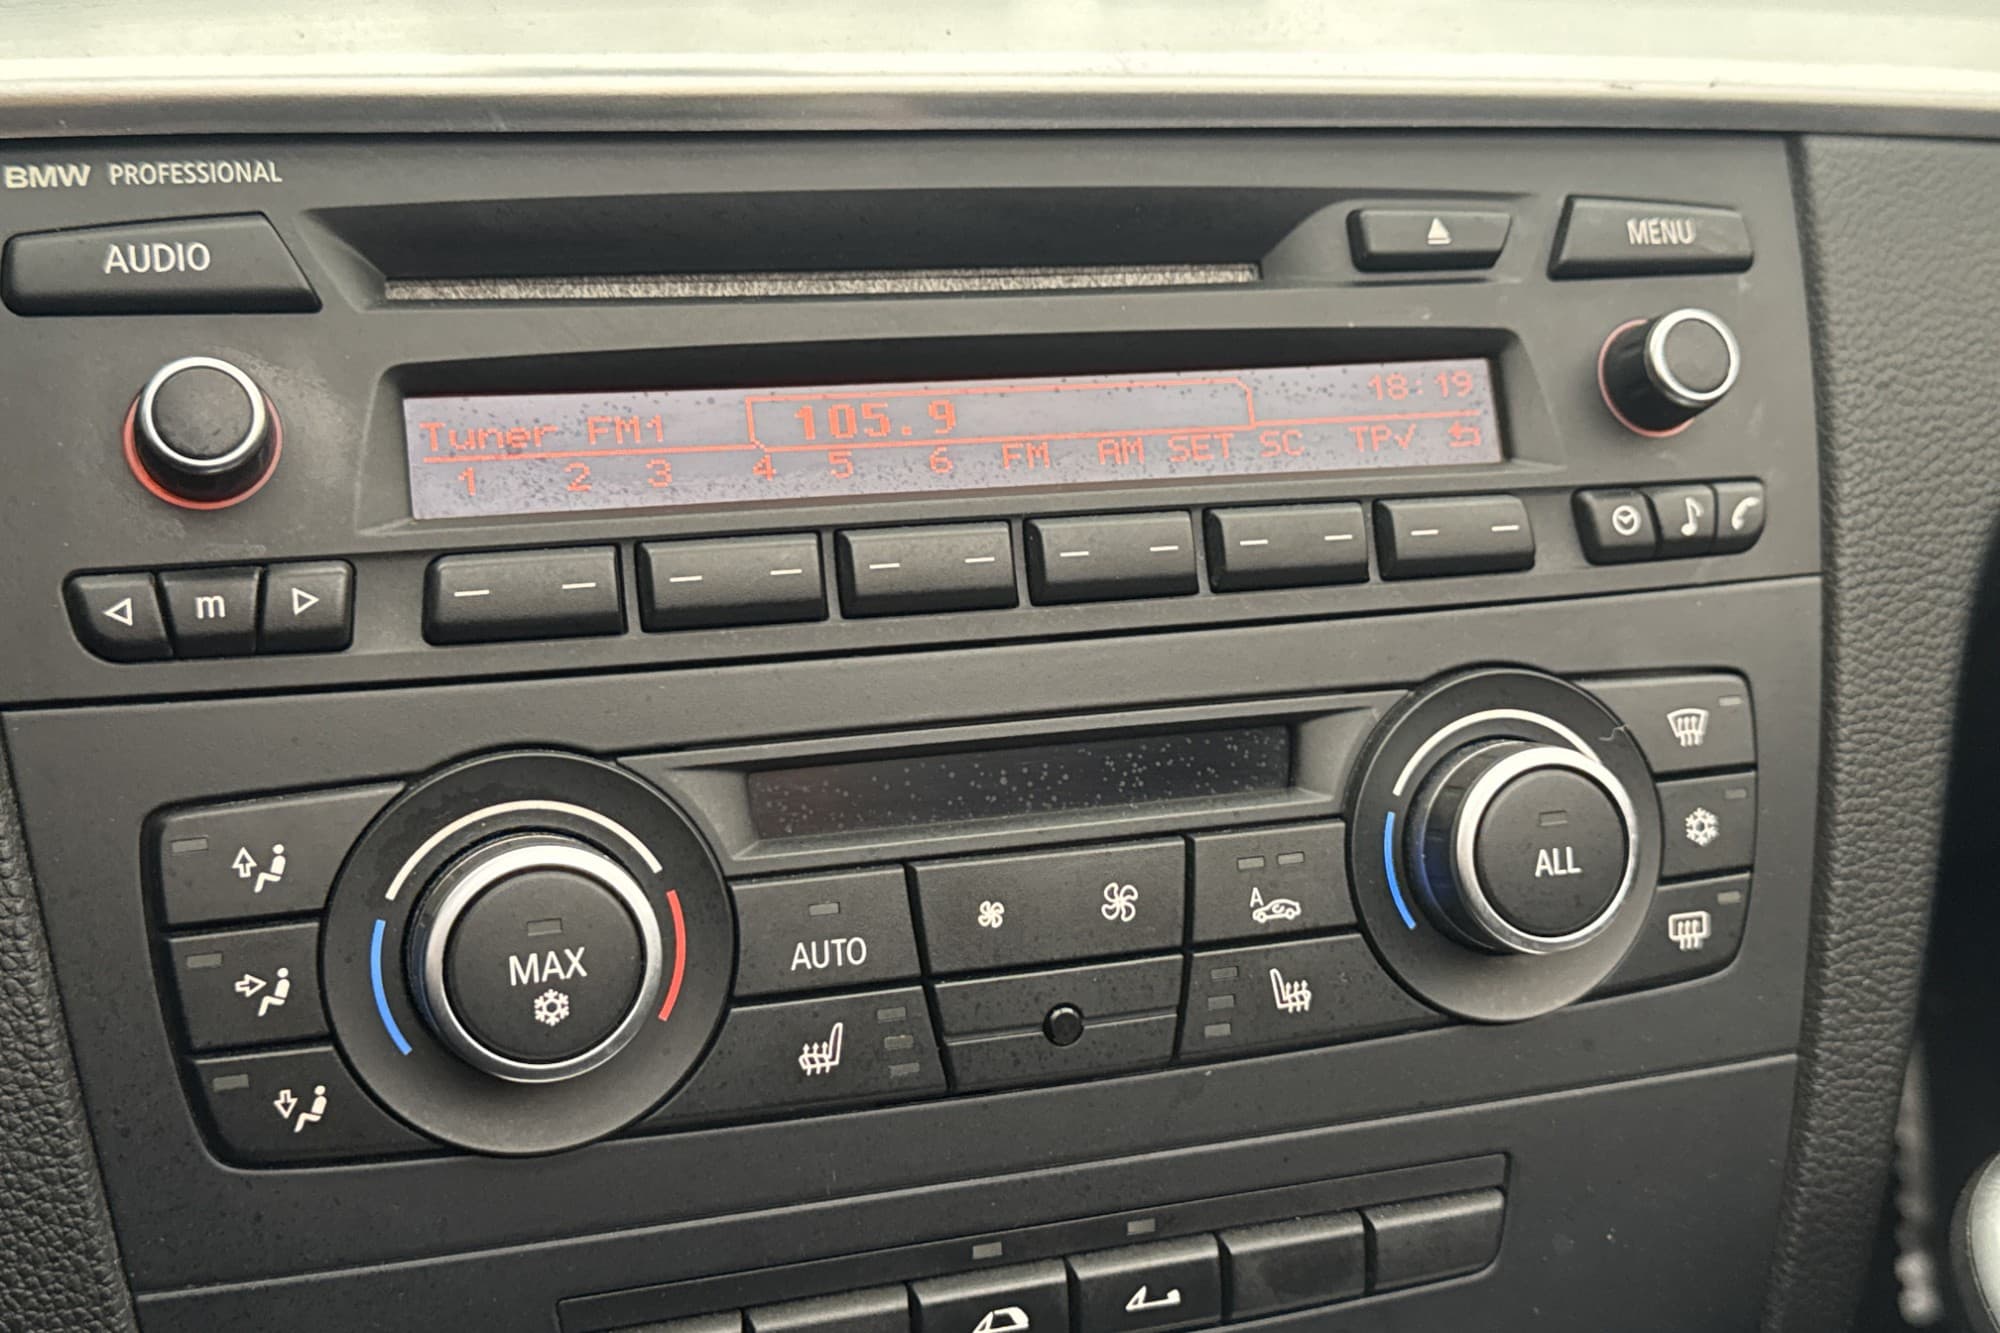 BMW PROFESSIONAL
AUDIO
MENU
Tuner FM1 105.9 18:19
1 2 3 4 5 6 FM AM SET SC TP✓
m
MAX
AUTO
A
ALL